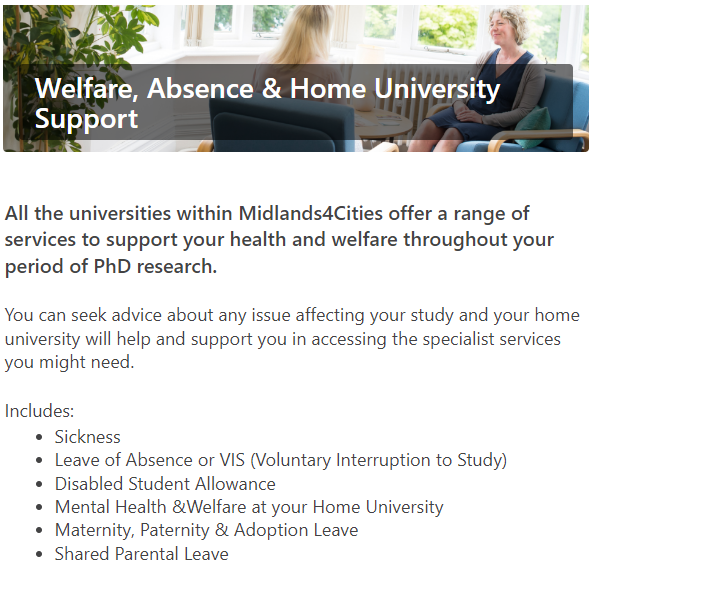 Welfare, Absence & Home University
Support
All the universities within Midlands4Cities offer a range of
services to support your health and welfare throughout your
period of PhD research.
You can seek advice about any issue affecting your study and your home
university will help and support you in accessing the specialist services
you might need.
Includes:
• Sickness
• Leave of Absence or VIS (Voluntary Interruption to Study)
• Disabled Student Allowance
• Mental Health &Welfare at your Home University
• Maternity, Paternity & Adoption Leave
• Shared Parental Leave